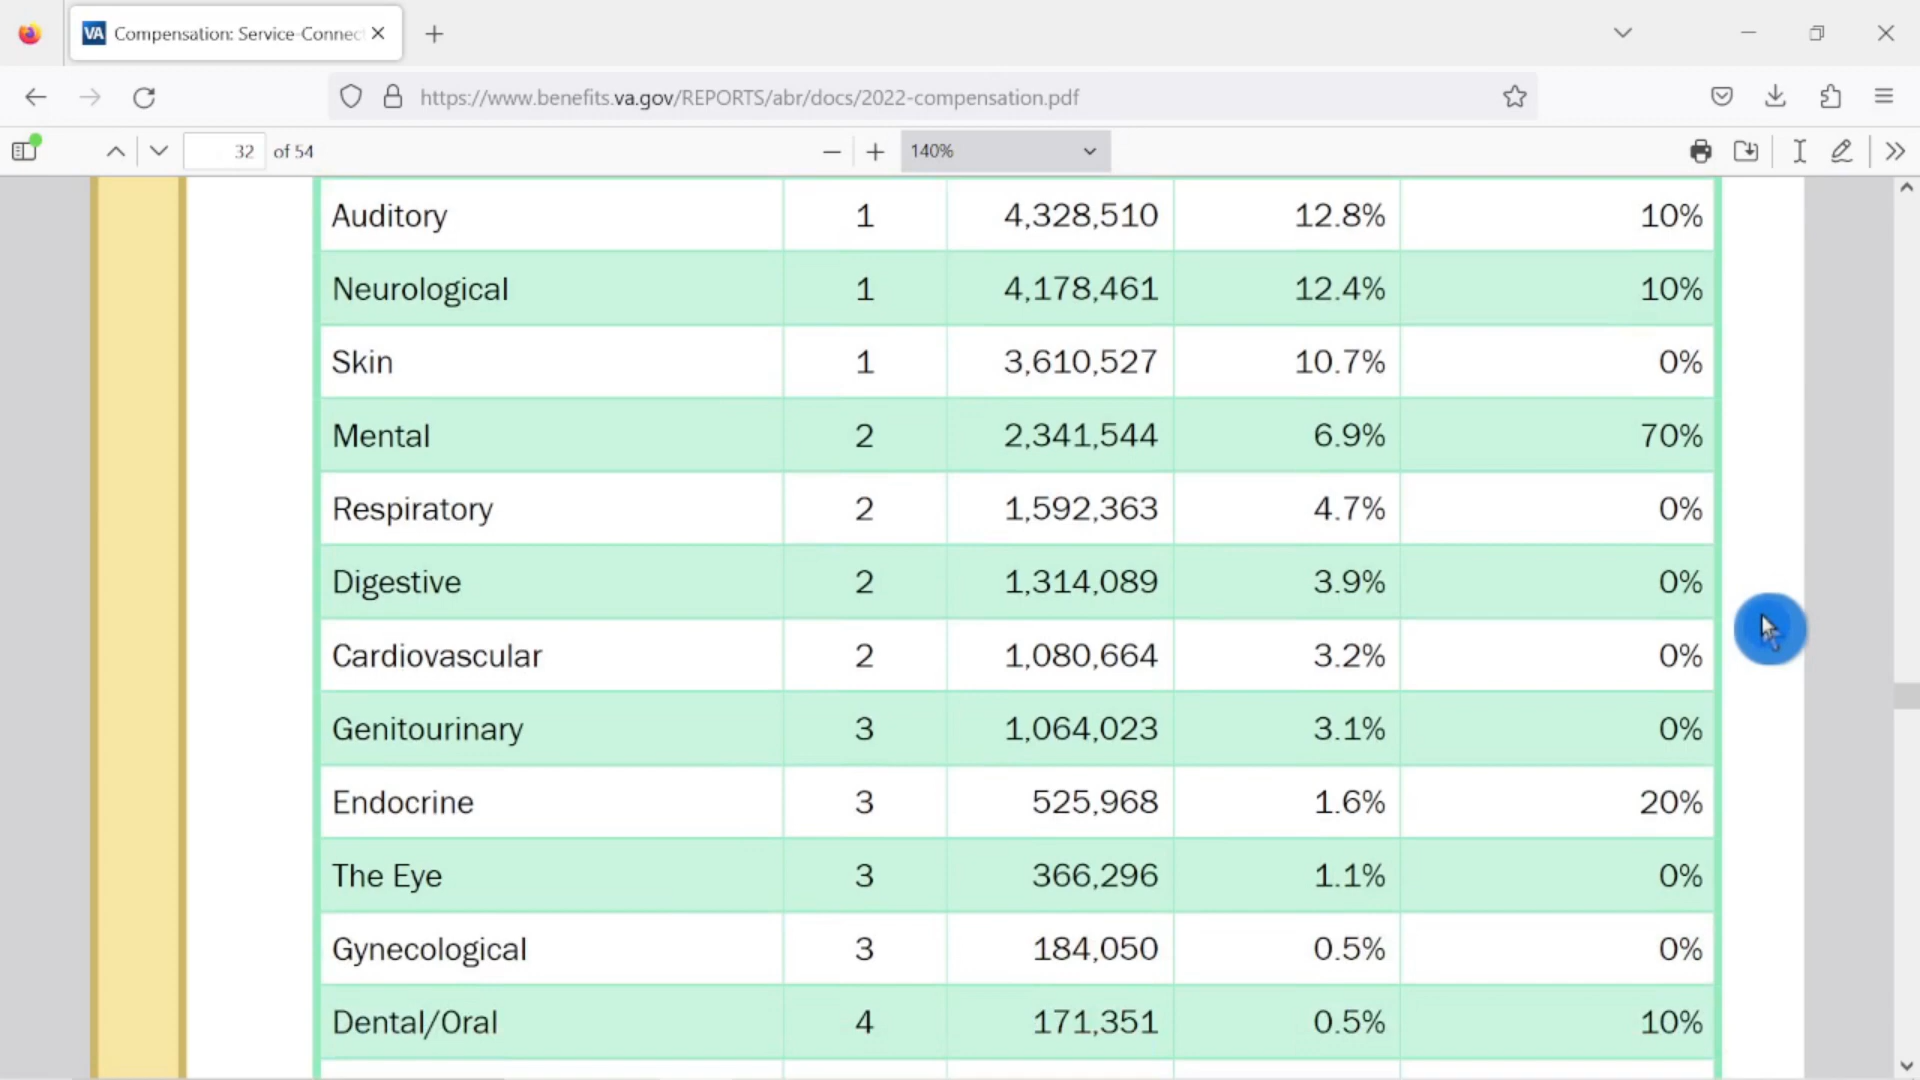 VA Compensation: Service-Connec
https://www.benefits.va.gov/REPORTS/abr/docs/2022-compensation.pdf
32 of 54
140%
Auditory 1 4,328,510 12.8% 10%
Neurological 1 4,178,461 12.4% 10%
Skin 1 3,610,527 10.7% 0%
Mental 2 2,341,544 6.9% 70%
Respiratory 2 1,592,363 4.7% 0%
Digestive 2 1,314,089 3.9% 0%
Cardiovascular 2 1,080,664 3.2% 0%
Genitourinary 3 1,064,023 3.1% 0%
Endocrine 3 525,968 1.6% 20%
The Eye 3 366,296 1.1% 0%
Gynecological 3 184,050 0.5% 0%
Dental/Oral 4 171,351 0.5% 10%